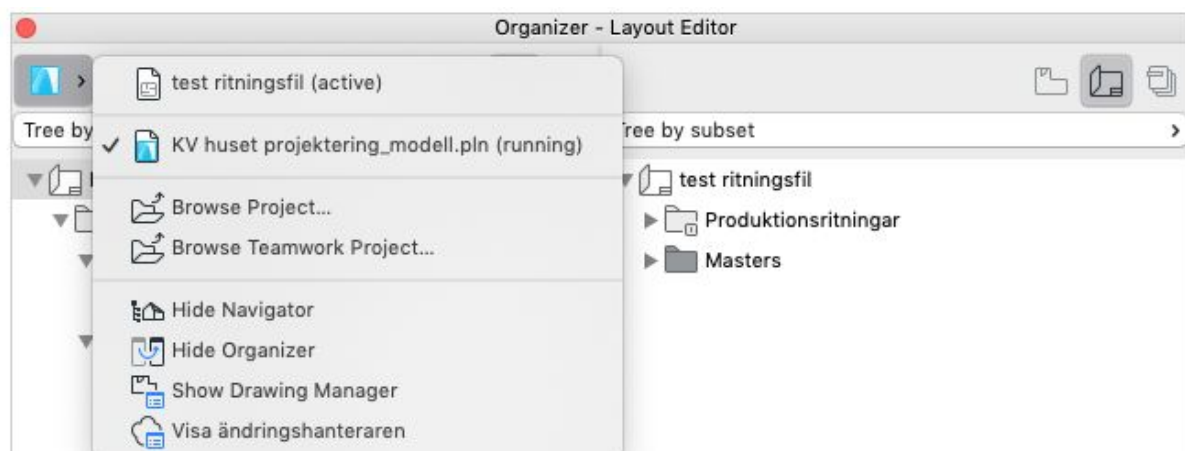 Organizer - Layout Editor
test ritningsfil (active)
Tree by
KV huset projektering_modell.pln (running)
Tree by subset
test ritningsfil
Browse Project...
Produktionsritningar
Browse Teamwork Project...
Masters
Hide Navigator
Hide Organizer
Show Drawing Manager
Visa ändringshanteraren